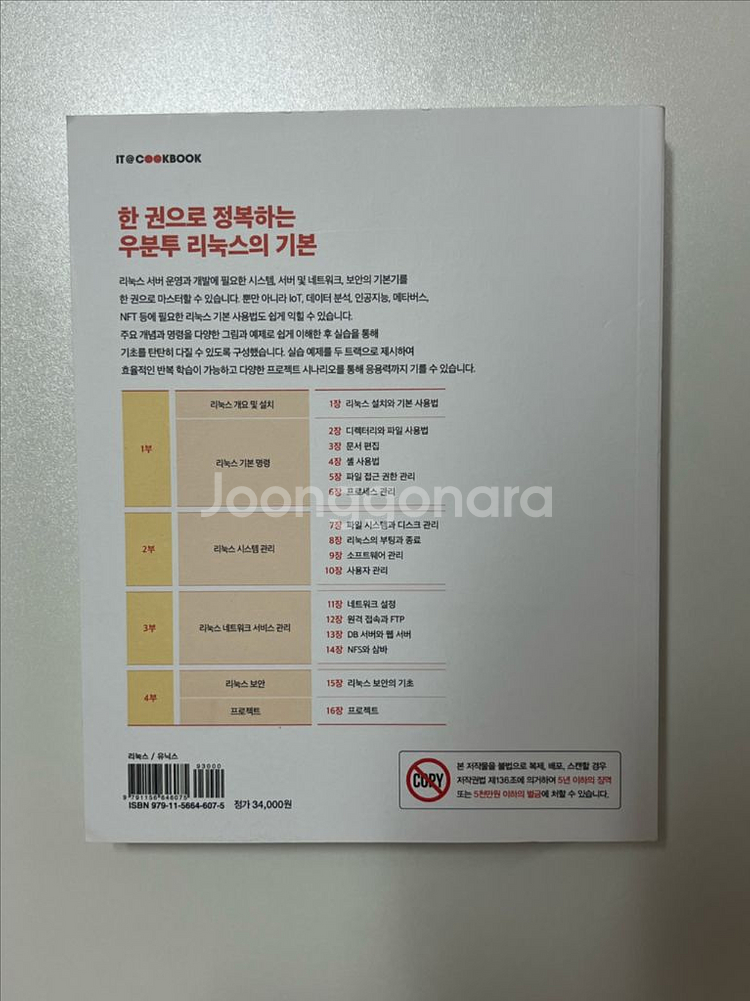 IT@COOKBOOK
한 권으로 정복하는
우분투 리눅스의 기본
리눅스 서버 운영과 개발에 필요한 시스템, 서버 및 네트워크, 보안의 기본기를
한 권으로 마스터할 수 있습니다. 뿐만 아니라 IoT, 데이터 분석, 인공지능, 메타버스,
NFT 등에 필요한 리눅스 기본 사용법도 쉽게 익힐 수 있습니다.
주요 개념과 명령을 다양한 그림과 예제로 쉽게 이해한 후 실습을 통해
기초를 탄탄히 다질 수 있도록 구성했습니다. 실습 예제를 두 트랙으로 제시하여
효율적인 반복 학습이 가능하고 다양한 프로젝트 시나리오를 통해 응용력까지 기를 수 있습니다.
1부
리눅스 개요 및 설치
1장 리눅스 설치와 기본 사용법
리눅스 기본 명령
2장 디렉터리와 파일 사용법
3장 문서 편집
4장 셸 사용법
5장 파일 접근 권한 관리
6장 프로세스 관리
Joonggonara
2부
리눅스 시스템 관리
7장 파일 시스템과 디스크 관리
8장 리눅스의 부팅과 종료
9장 소프트웨어 관리
10장 사용자 관리
3부
리눅스 네트워크 서비스 관리
11장 네트워크 설정
12장 원격 접속과 FTP
13장 DB 서버와 웹 서버
14장 NFS와 삼바
4부
리눅스 보안
15장 리눅스 보안의 기초
프로젝트
16장 프로젝트
리눅스 / 유닉스
93000
9 791156 646075
ISBN 979-11-5664-607-5 정가 34,000원
COPY
본 저작물을 불법으로 복제, 배포, 스캔할 경우
저작권법 제136조에 의거하여 5년 이하의 징역
또는 5천만원 이하의 벌금에 처할 수 있습니다.